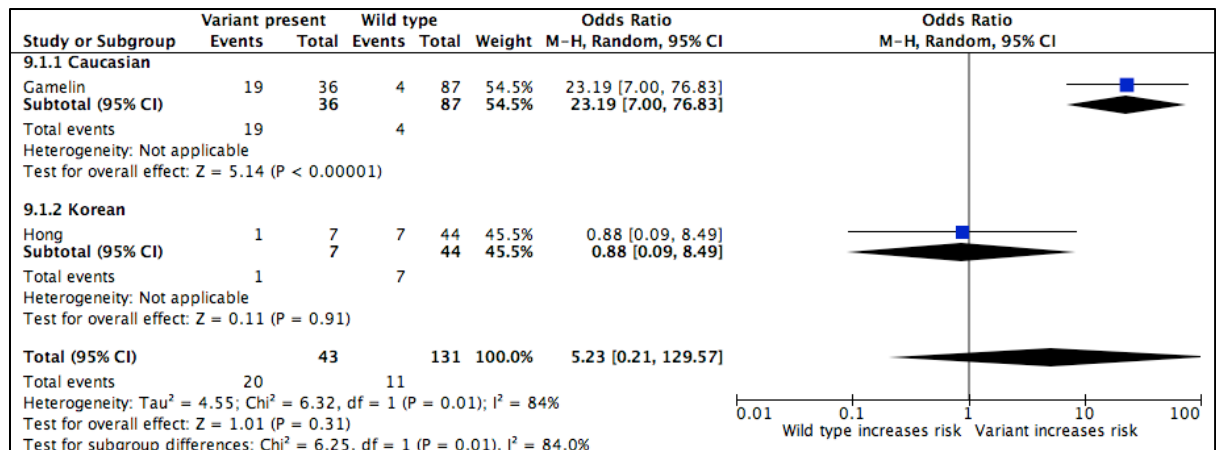 Variant present Wild type Odds Ratio Odds Ratio
Study or Subgroup Events Total Events Total Weight M-H, Random, 95% CI M-H, Random, 95% CI
9.1.1 Caucasian
Gamelin 19 36 4 87 54.5% 23.19 [7.00, 76.83]
Subtotal (95% CI) 36 87 54.5% 23.19 [7.00, 76.83]
Total events 19 4
Heterogeneity: Not applicable
Test for overall effect: Z = 5.14 (P < 0.00001)
9.1.2 Korean
Hong 1 7 7 44 45.5% 0.88 [0.09, 8.49]
Subtotal (95% CI) 7 44 45.5% 0.88 [0.09, 8.49]
Total events 1 7
Heterogeneity: Not applicable
Test for overall effect: Z = 0.11 (P = 0.91)
Total (95% CI) 43 131 100.0% 5.23 [0.21, 129.57]
Total events 20 11
Heterogeneity: Tau² = 4.55; Chi² = 6.32, df = 1 (P = 0.01); I² = 84%
Test for overall effect: Z = 1.01 (P = 0.31)
Test for subgroup differences: Chi² = 6.25, df = 1 (P = 0.01), I² = 84.0%
0.01 0.1 1 10 100
Wild type increases risk Variant increases risk